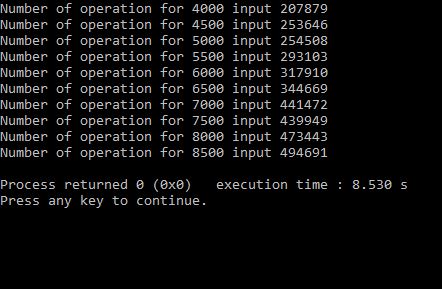 Number of operation for 4000 input 207879
Number of operation for 4500 input 253646
Number of operation for 5000 input 254508
Number of operation for 5500 input 293103
Number of operation for 6000 input 317910
Number of operation for 6500 input 344669
Number of operation for 7000 input 441472
Number of operation for 7500 input 439949
Number of operation for 8000 input 473443
Number of operation for 8500 input 494691
Process returned 0 (0x0)   execution time : 8.530 s
Press any key to continue.